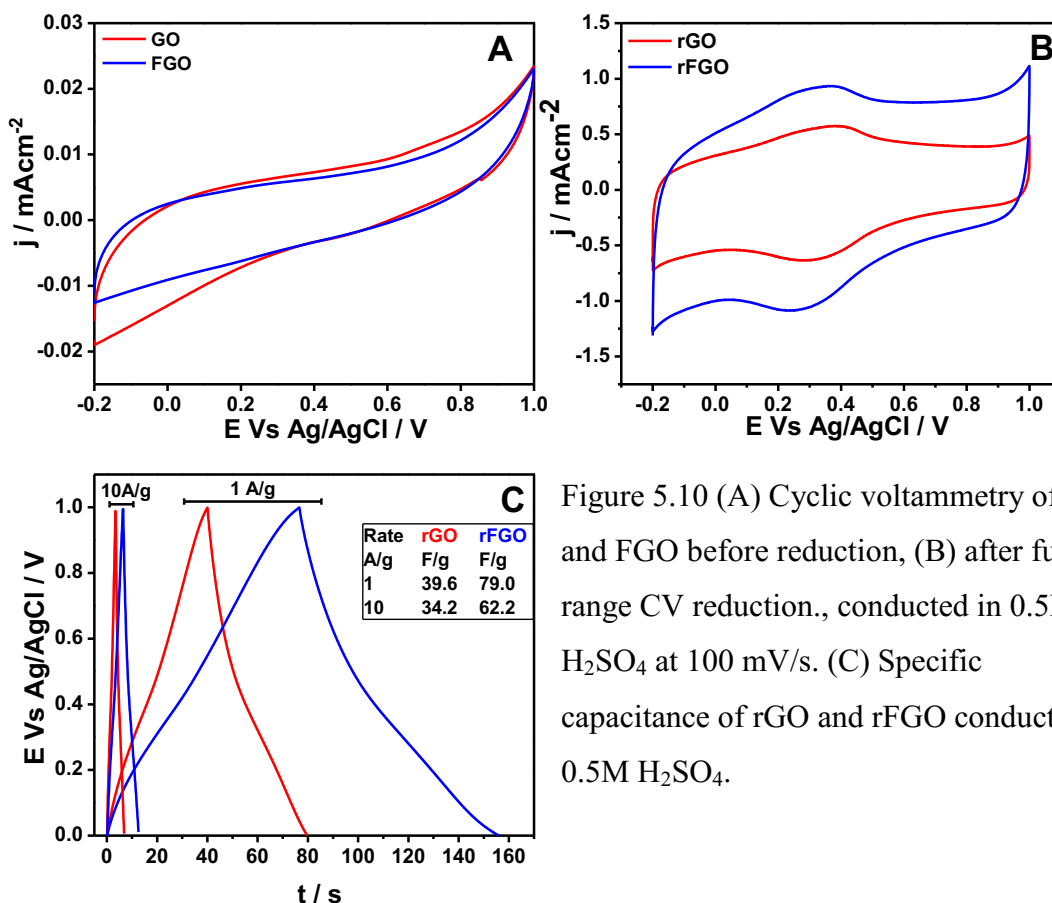 0.03
0.02
0.01
0.00
-0.01
-0.02
j / mAcm-2
GO
FGO
A
-0.2 0.0 0.2 0.4 0.6 0.8 1.0
E Vs Ag/AgCl / V
1.5
1.0
0.5
0.0
-0.5
-1.0
-1.5
j / mAcm-2
rGO
rFGO
B
-0.2 0.0 0.2 0.4 0.6 0.8 1.0
E Vs Ag/AgCl / V
1.0
0.8
0.6
0.4
0.2
0.0
E Vs Ag/AgCl / V
10A/g
1 A/g
C
Rate rGO rFGO
A/g F/g F/g
1 39.6 79.0
10 34.2 62.2
0 20 40 60 80 100 120 140 160
t / s
Figure 5.10 (A) Cyclic voltammetry of
and FGO before reduction, (B) after
range CV reduction., conducted in
H₂SO₄ at 100 mV/s. (C) Specific
capacitance of rGO and rFGO
0.5M H₂SO₄.